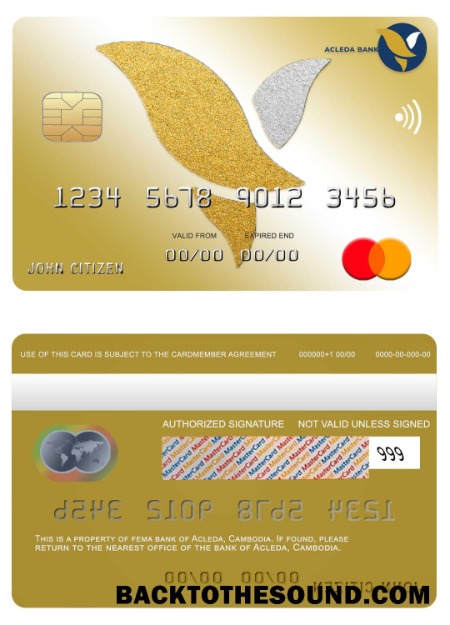 ACLEDA BANK
1234 5678 9012 3456
VALID FROM EXPIRED END
00/00 00/00
JOHN CITIZEN
USE OF THIS CARD IS SUBJECT TO THE CARDMEMBER AGREEMENT 000000+1 00/00 0000-00-000-00
AUTHORIZED SIGNATURE NOT VALID UNLESS SIGNED
MasterCard MasterCard MasterCard
999
1234 5678 9012 3456
THIS IS A PROPERTY OF FEMA BANK OF ACLEDA, CAMBODIA. IF FOUND, PLEASE
RETURN TO THE NEAREST OFFICE OF THE BANK OF ACLEDA, CAMBODIA.
00/00 00/00 JOHN CITIZEN
BACKTOTHESOUND.COM